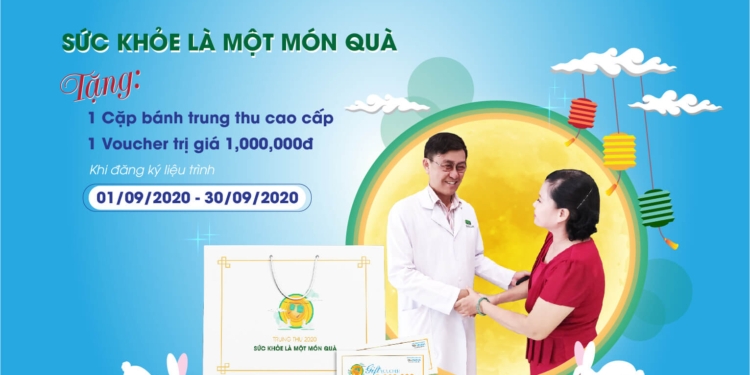 SỨC KHỎE LÀ MỘT MÓN QUÀ
Tặng:
1 Cặp bánh trung thu cao cấp
1 Voucher trị giá 1,000,000đ
Khi đăng ký liệu trình
01/09/2020 - 30/09/2020
TRUNG THU 2020
SỨC KHỎE LÀ MỘT MÓN QUÀ
Gift